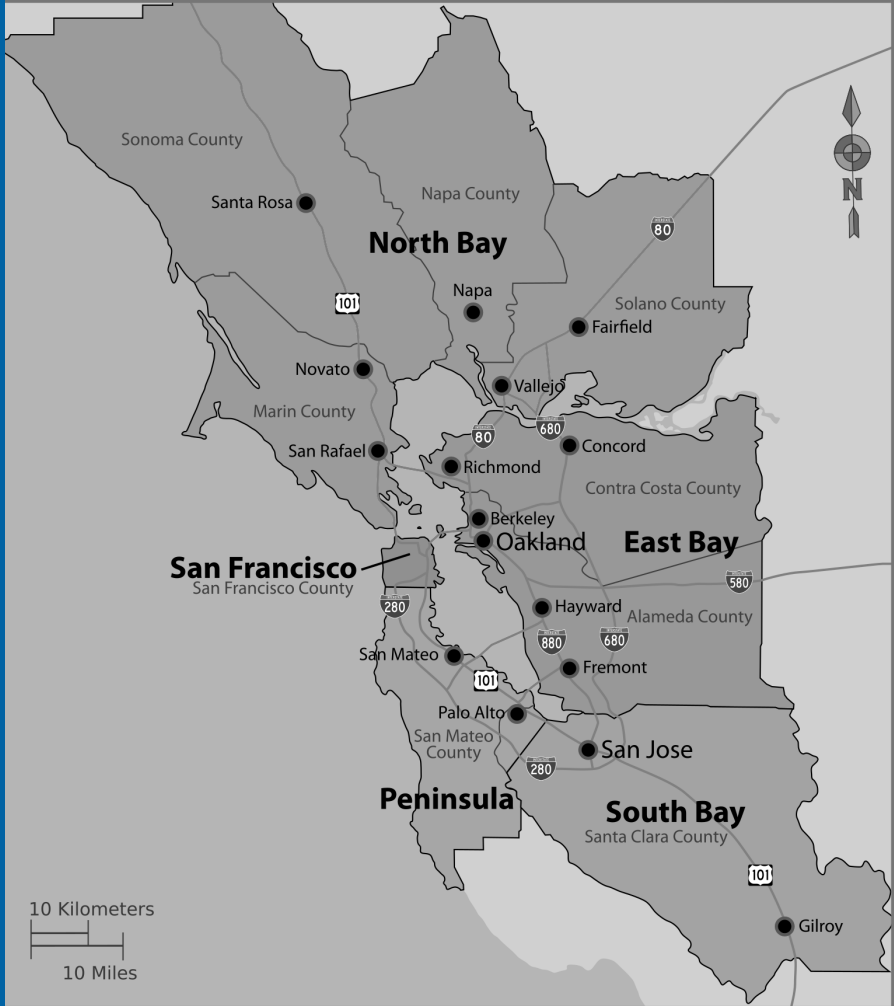 Sonoma County
Napa County
Santa Rosa
N
80
North Bay
Napa
101
Solano County
Fairfield
Novato
Vallejo
Marin County
680
80
Concord
San Rafael
Richmond
Contra Costa County
Berkeley
Oakland
East Bay
San Francisco
San Francisco County
580
280
Hayward
Alameda County
880
680
San Mateo
Fremont
101
Palo Alto
San Mateo
County
San Jose
280
Peninsula
South Bay
Santa Clara County
101
10 Kilometers
Gilroy
10 Miles